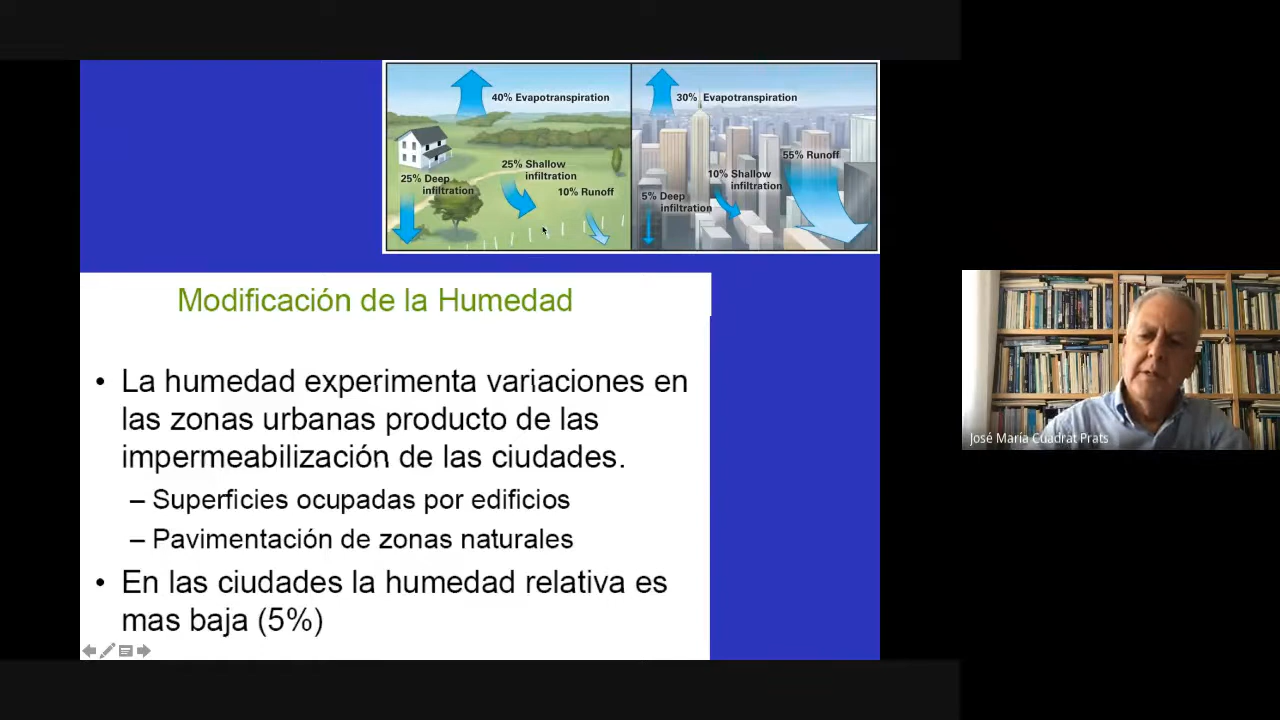 40% Evapotranspiration
25% Deep
infiltration
25% Shallow
infiltration
10% Runoff
30% Evapotranspiration
5% Deep
infiltration
10% Shallow
infiltration
55% Runoff
Modificación de la Humedad
• La humedad experimenta variaciones en
las zonas urbanas producto de las
impermeabilización de las ciudades.
– Superficies ocupadas por edificios
– Pavimentación de zonas naturales
• En las ciudades la humedad relativa es
mas baja (5%)
José María Cuadrat Prats